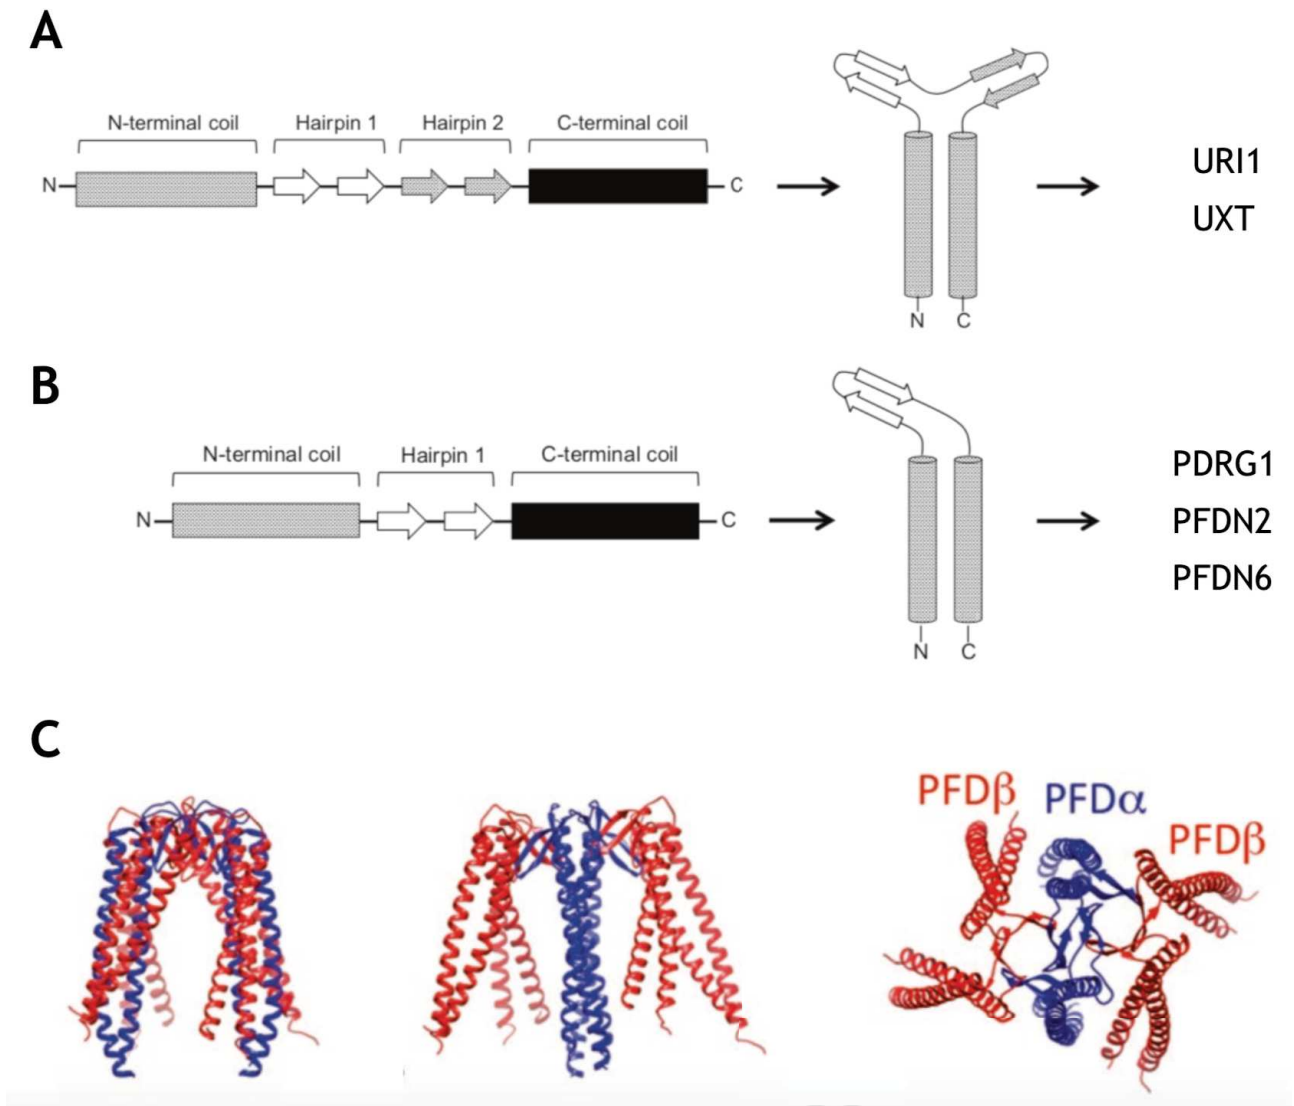 A
N-terminal coil Hairpin 1 Hairpin 2 C-terminal coil
N C
N C
URI1
UXT
B
N-terminal coil Hairpin 1 C-terminal coil
N C
N C
PDRG1
PFDN2
PFDN6
C
PFDβ PFDα
PFDβ